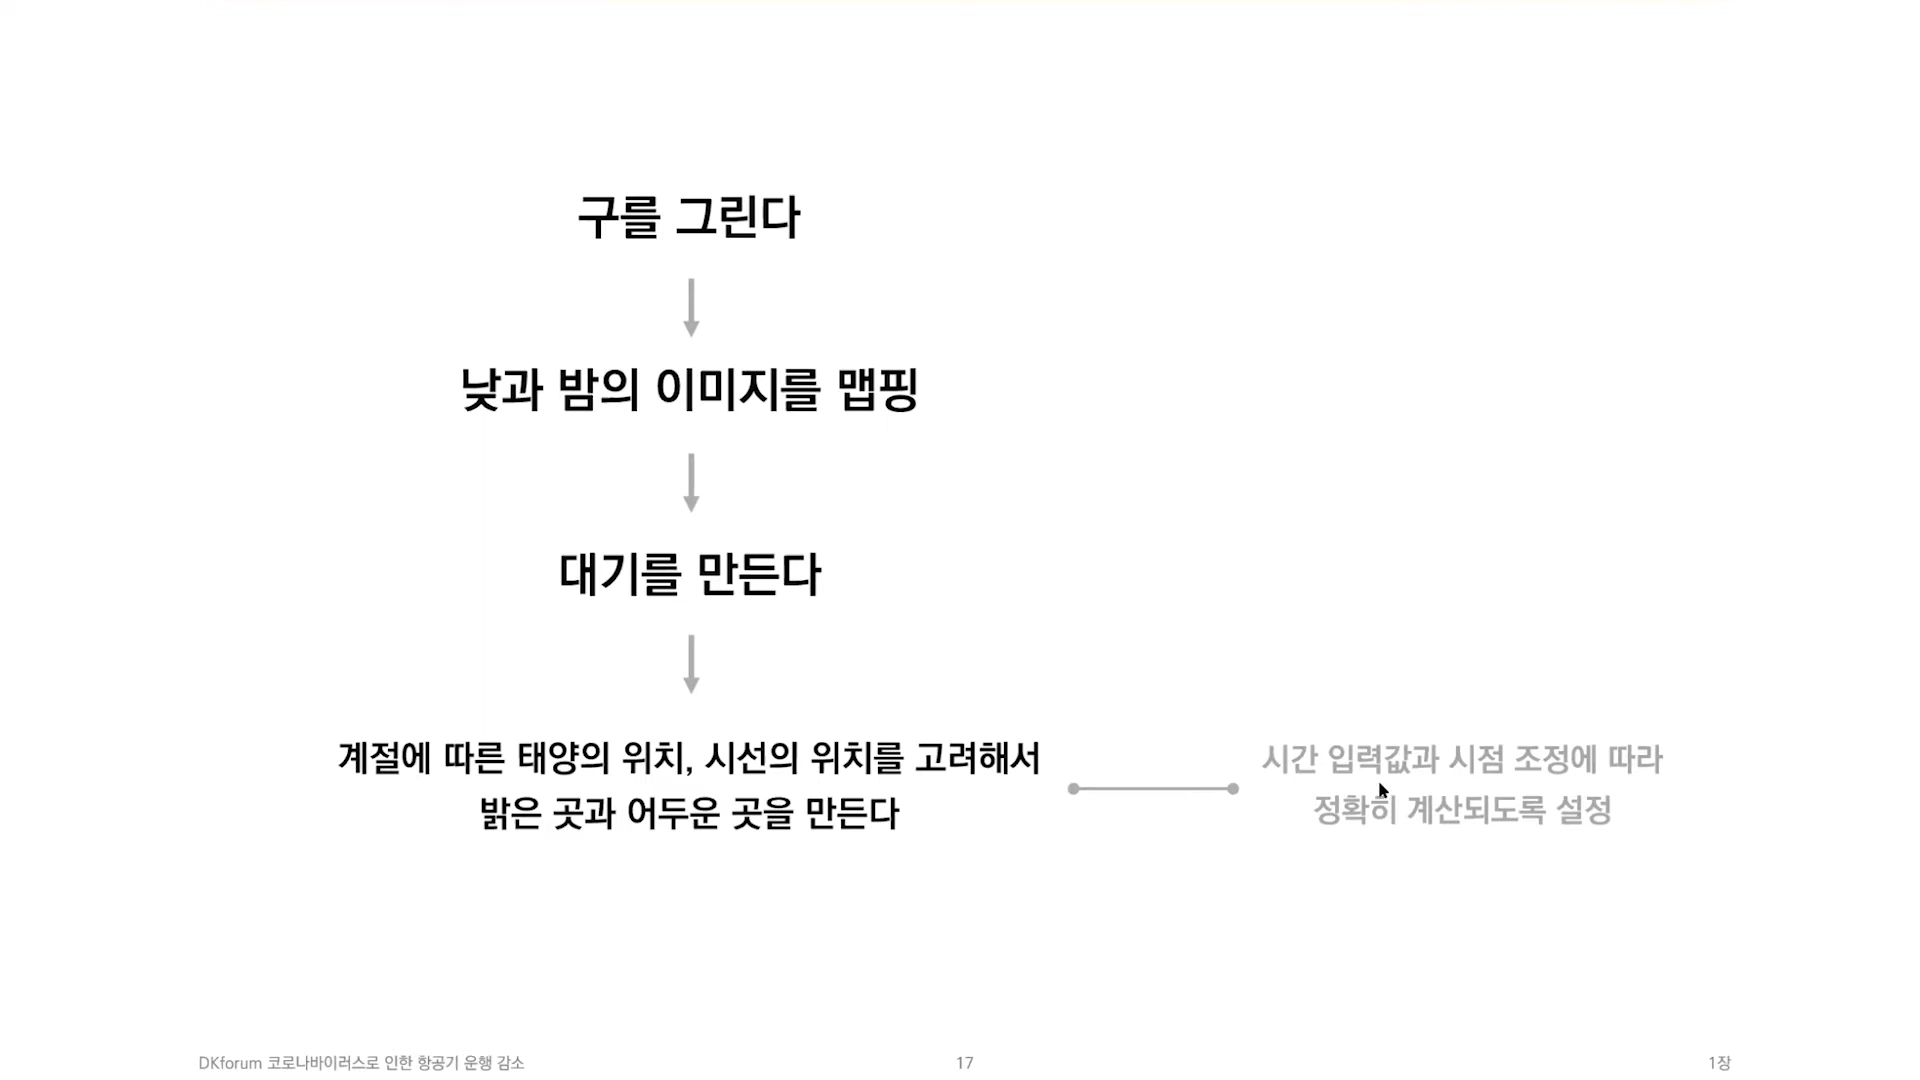 구를 그린다
낮과 밤의 이미지를 맵핑
대기를 만든다
계절에 따른 태양의 위치, 시선의 위치를 고려해서
밝은 곳과 어두운 곳을 만든다
시간 입력값과 시점 조정에 따라
정확히 계산되도록 설정
DKforum 코로나바이러스로 인한 항공기 운행 감소
17
1장